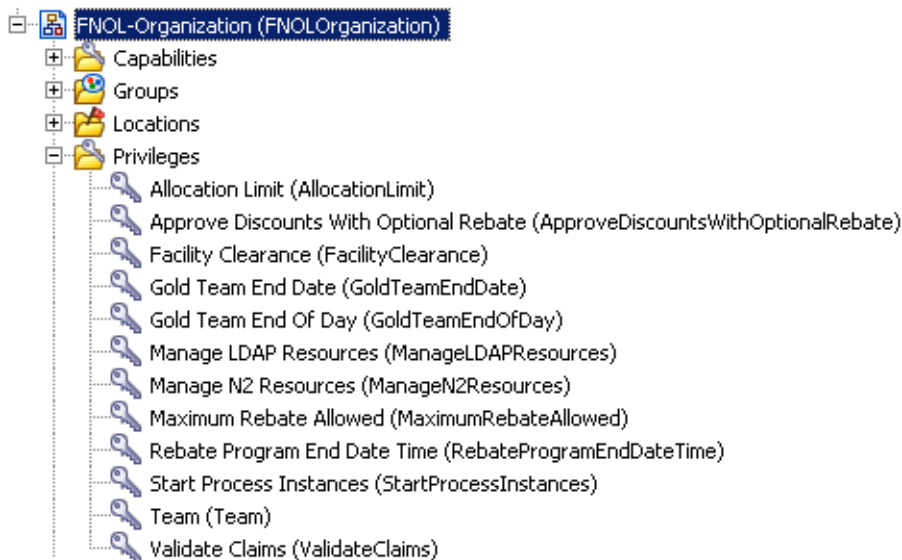 FNOL-Organization (FNOLOrganization)
Capabilities
Groups
Locations
Privileges
Allocation Limit (AllocationLimit)
Approve Discounts With Optional Rebate (ApproveDiscountsWithOptionalRebate)
Facility Clearance (FacilityClearance)
Gold Team End Date (GoldTeamEndDate)
Gold Team End Of Day (GoldTeamEndOfDay)
Manage LDAP Resources (ManageLDAPResources)
Manage N2 Resources (ManageN2Resources)
Maximum Rebate Allowed (MaximumRebateAllowed)
Rebate Program End Date Time (RebateProgramEndDateTime)
Start Process Instances (StartProcessInstances)
Team (Team)
Validate Claims (ValidateClaims)